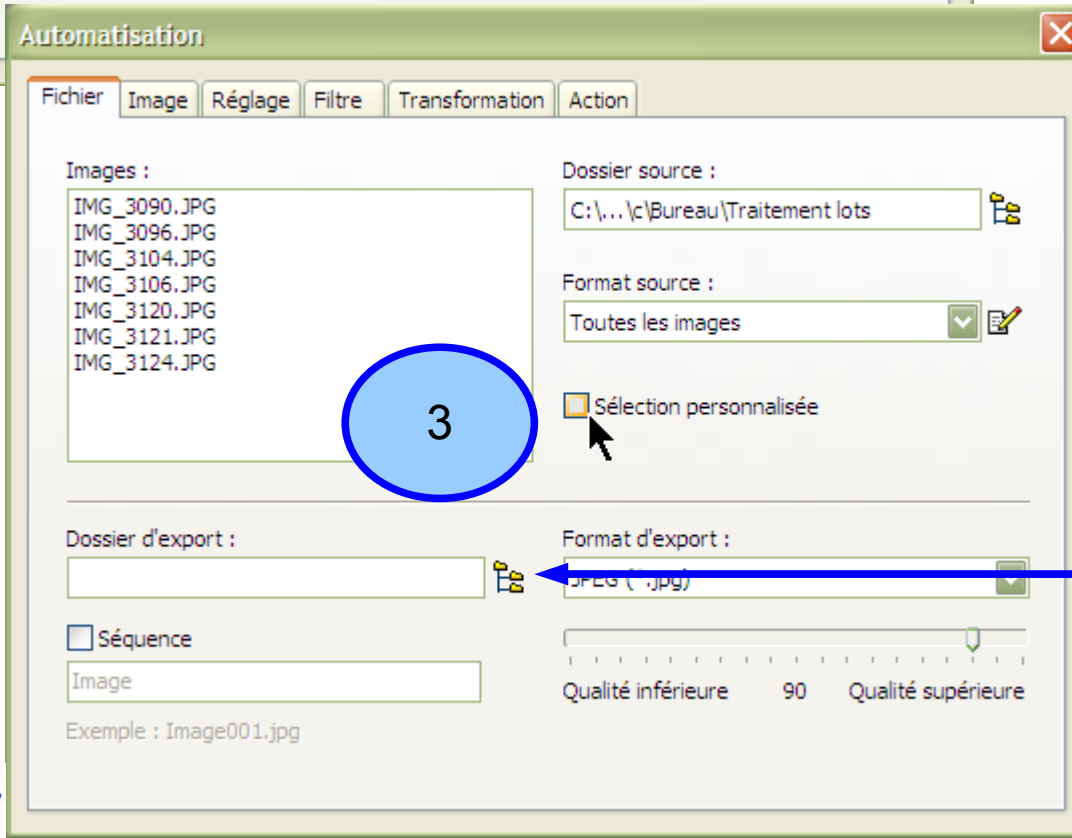 Automatisation
Fichier Image Réglage Filtre Transformation Action
Images :
IMG_3090.JPG
IMG_3096.JPG
IMG_3104.JPG
IMG_3106.JPG
IMG_3120.JPG
IMG_3121.JPG
IMG_3124.JPG
Dossier source :
C:\...\c\Bureau\Traitement lots
Format source :
Toutes les images
3
Sélection personnalisée
Dossier d'export :
Format d'export :
JPEG (*.jpg)
Séquence
Image
Exemple : Image001.jpg
Qualité inférieure 90 Qualité supérieure